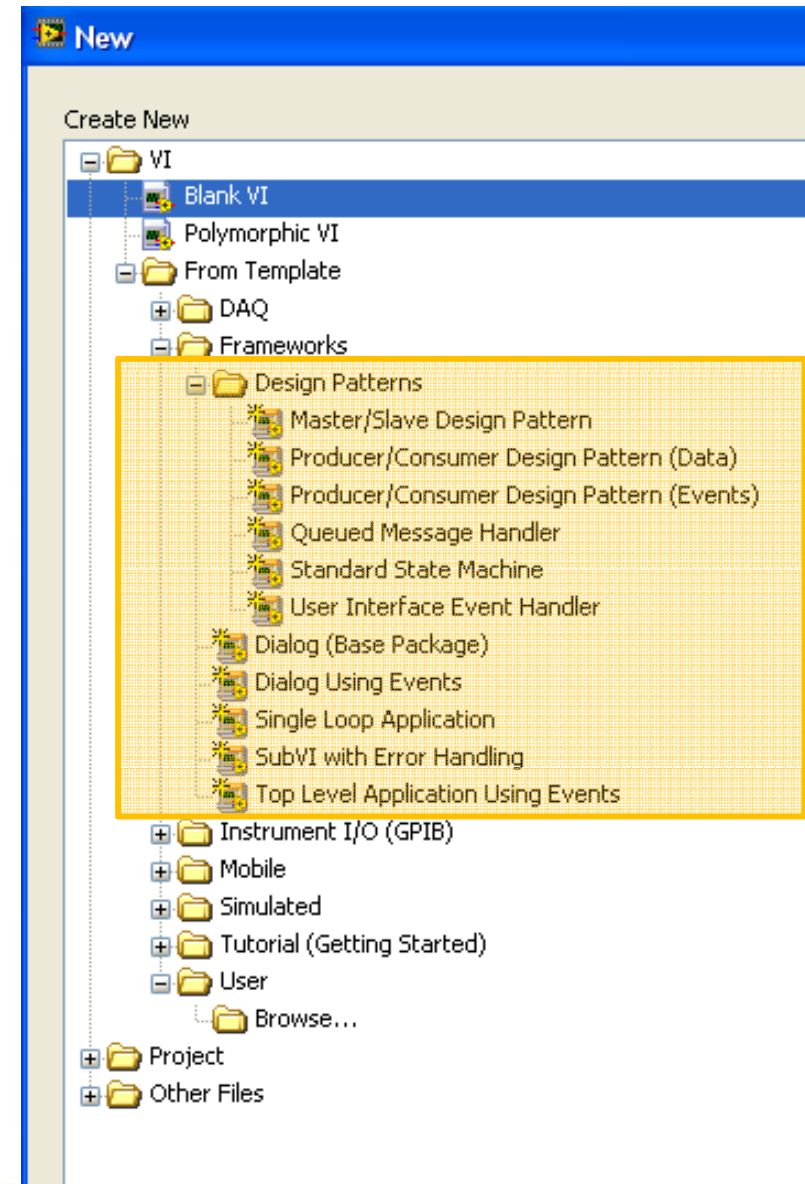 New
Create New
VI
Blank VI
Polymorphic VI
From Template
DAQ
Frameworks
Design Patterns
Master/Slave Design Pattern
Producer/Consumer Design Pattern (Data)
Producer/Consumer Design Pattern (Events)
Queued Message Handler
Standard State Machine
User Interface Event Handler
Dialog (Base Package)
Dialog Using Events
Single Loop Application
SubVI with Error Handling
Top Level Application Using Events
Instrument I/O (GPIB)
Mobile
Simulated
Tutorial (Getting Started)
User
Browse...
Project
Other Files